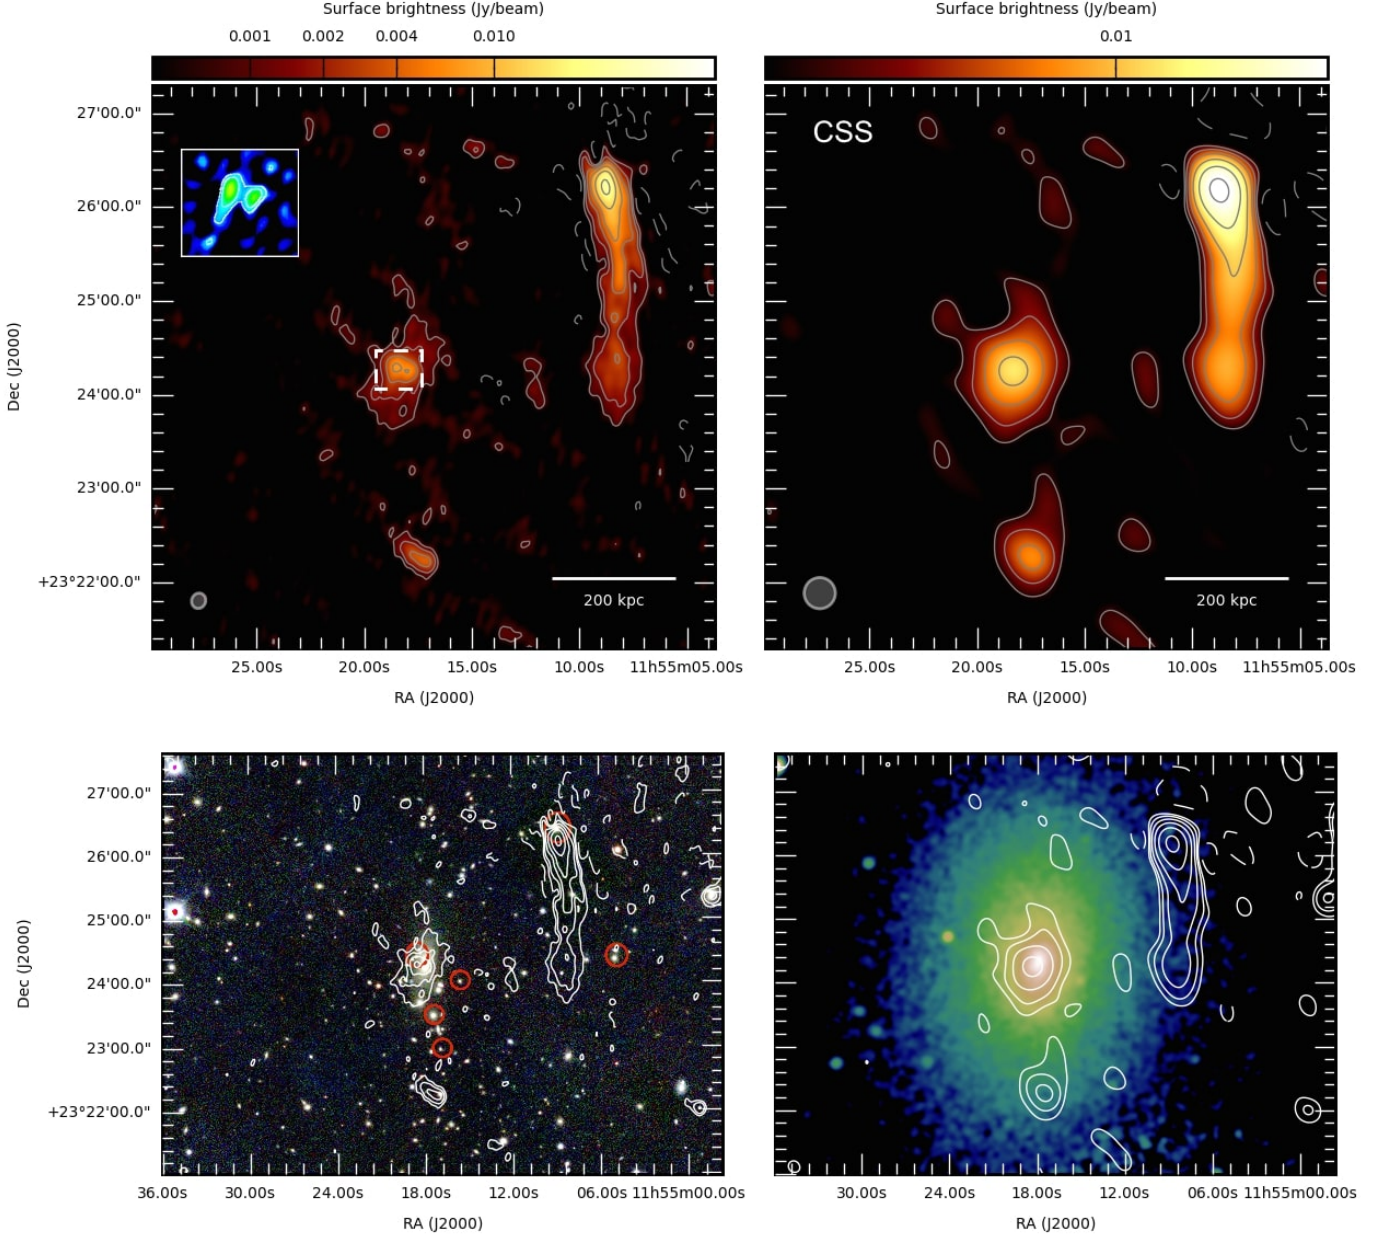 Surface brightness (Jy/beam)
0.001 0.002 0.004 0.010
Surface brightness (Jy/beam)
0.01
Dec (J2000)
27'00.0"
26'00.0"
25'00.0"
24'00.0"
23'00.0"
+23°22'00.0"
200 kpc
25.00s 20.00s 15.00s 10.00s 11h55m05.00s
RA (J2000)
CSS
200 kpc
25.00s 20.00s 15.00s 10.00s 11h55m05.00s
RA (J2000)
Dec (J2000)
27'00.0"
26'00.0"
25'00.0"
24'00.0"
23'00.0"
+23°22'00.0"
36.00s 30.00s 24.00s 18.00s 12.00s 06.00s 11h55m00.00s
RA (J2000)
30.00s 24.00s 18.00s 12.00s 06.00s 11h55m00.00s
RA (J2000)